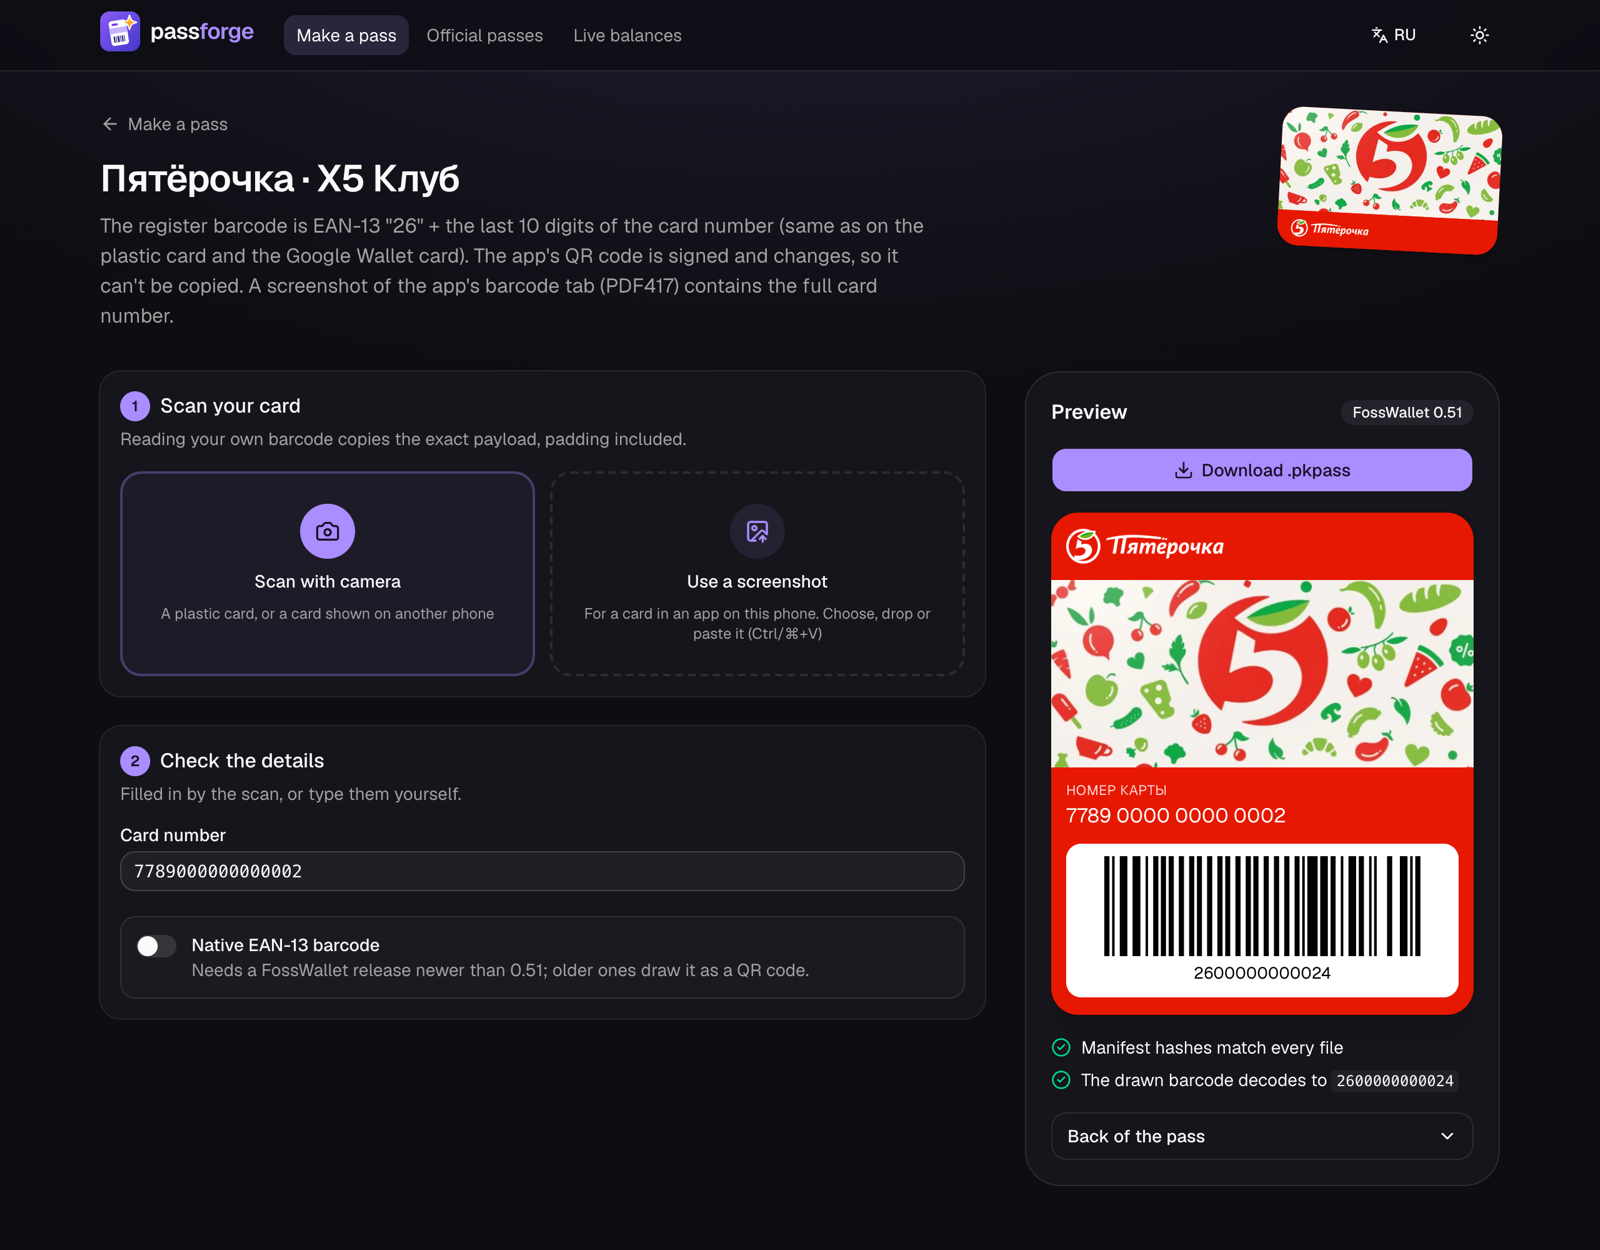 passforge
Make a pass
Official passes
Live balances
RU
Make a pass
Пятёрочка · X5 Клуб
The register barcode is EAN-13 "26" + the last 10 digits of the card number (same as on the
plastic card and the Google Wallet card). The app's QR code is signed and changes, so it
can't be copied. A screenshot of the app's barcode tab (PDF417) contains the full card
number.
5
5 Пятёрочка
1 Scan your card
Reading your own barcode copies the exact payload, padding included.
Scan with camera
A plastic card, or a card shown on another phone
Use a screenshot
For a card in an app on this phone. Choose, drop or
paste it (Ctrl/⌘+V)
2 Check the details
Filled in by the scan, or type them yourself.
Card number
7789000000000002
Native EAN-13 barcode
Needs a FossWallet release newer than 0.51; older ones draw it as a QR code.
Preview
FossWallet 0.51
Download .pkpass
5 Пятёрочка
5
%
НОМЕР КАРТЫ
7789 0000 0000 0002
2600000000024
Manifest hashes match every file
The drawn barcode decodes to 2600000000024
Back of the pass